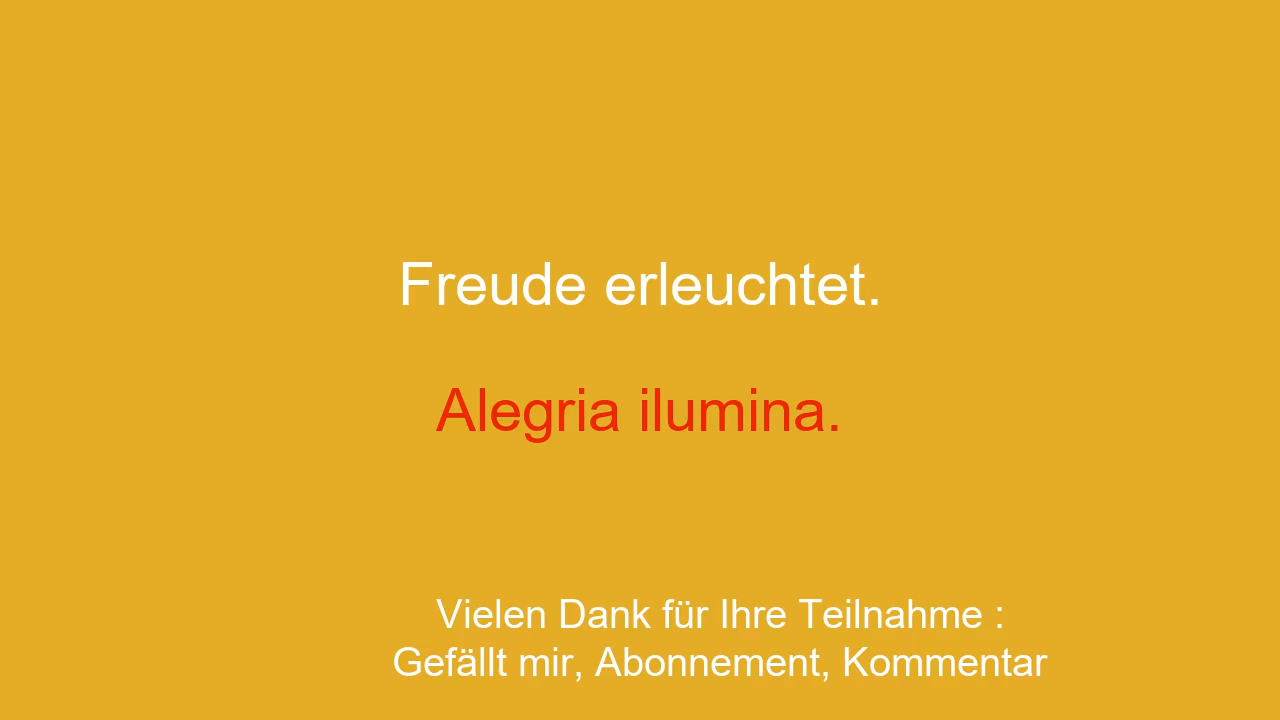 Freude erleuchtet.
Alegria ilumina.
Vielen Dank für Ihre Teilnahme :
Gefällt mir, Abonnement, Kommentar